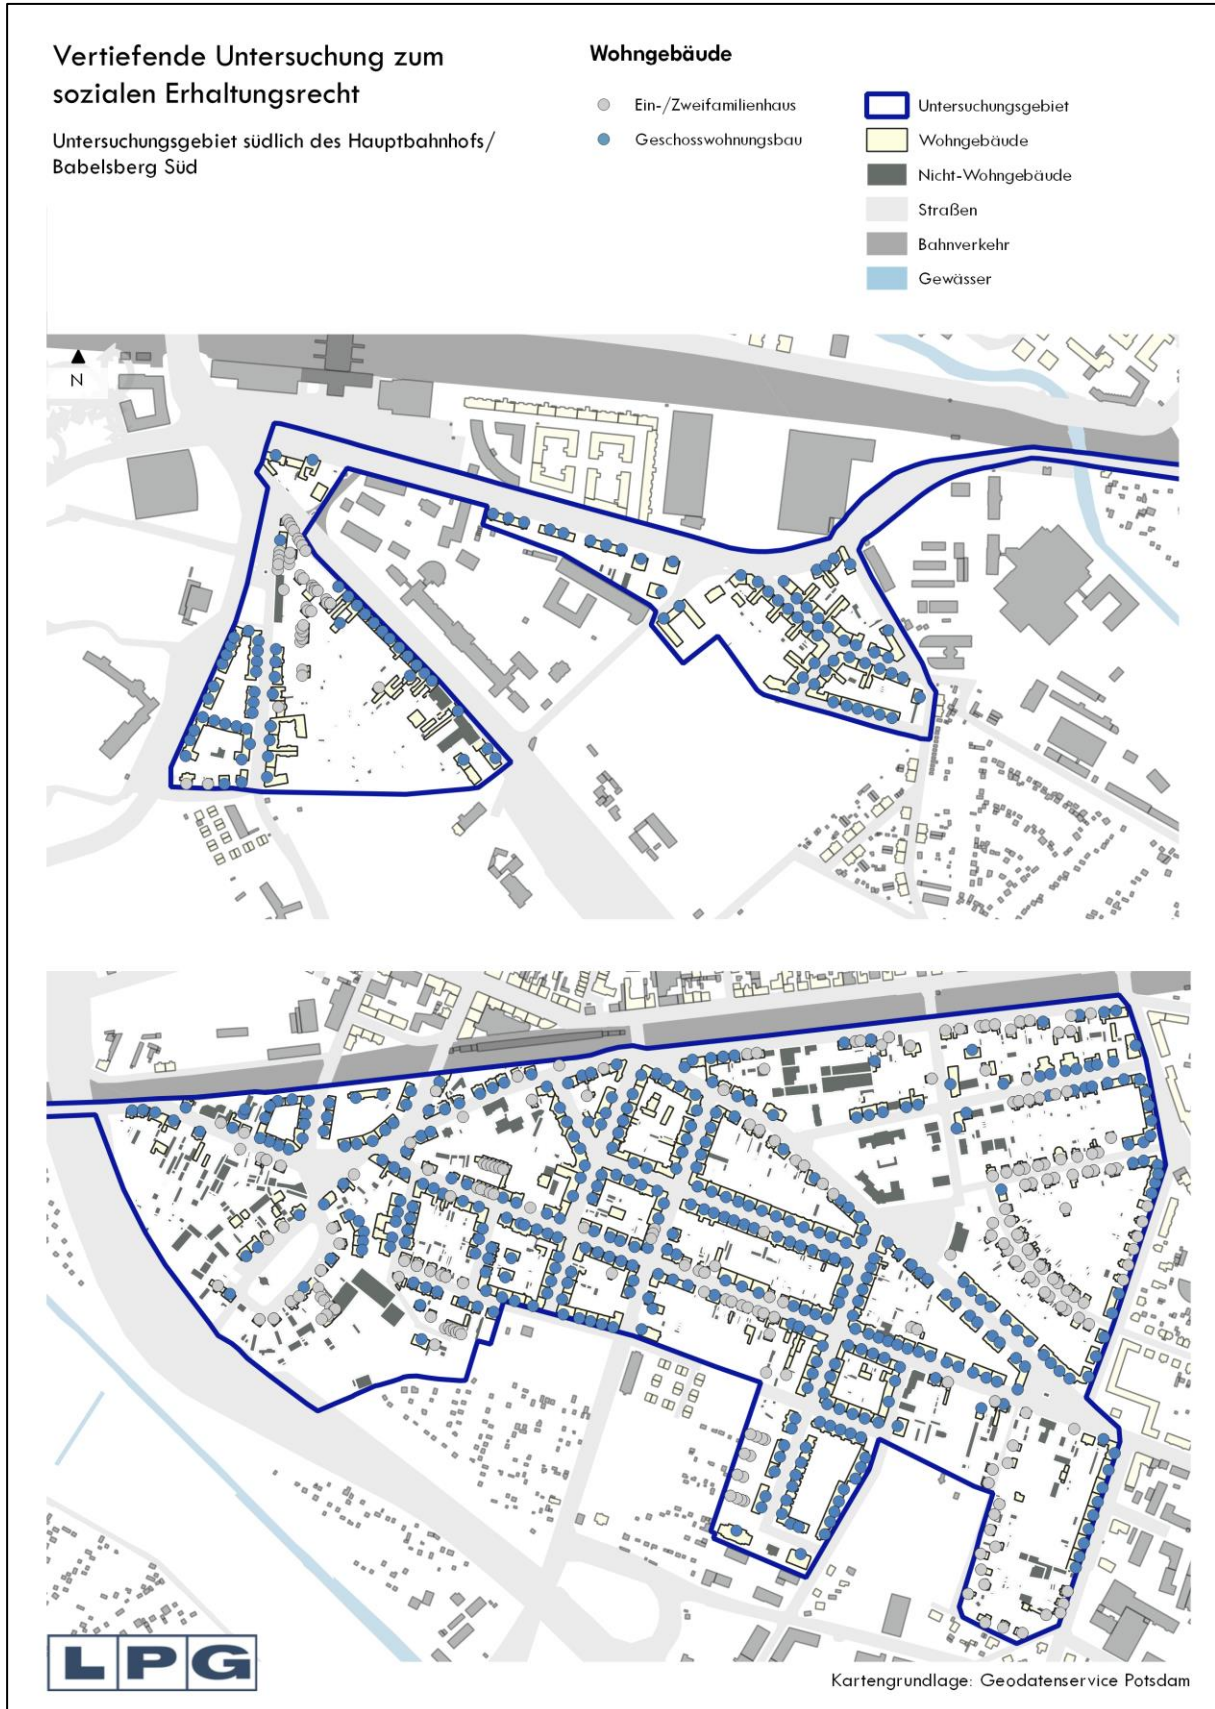 Vertiefende Untersuchung zum
sozialen Erhaltungsrecht
Untersuchungsgebiet südlich des Hauptbahnhofs/
Babelsberg Süd
Wohngebäude
Ein-/Zweifamilienhaus
Geschosswohnungsbau
Untersuchungsgebiet
Wohngebäude
Nicht-Wohngebäude
Straßen
Bahnverkehr
Gewässer
N
LPG
Kartengrundlage: Geodatenservice Potsdam